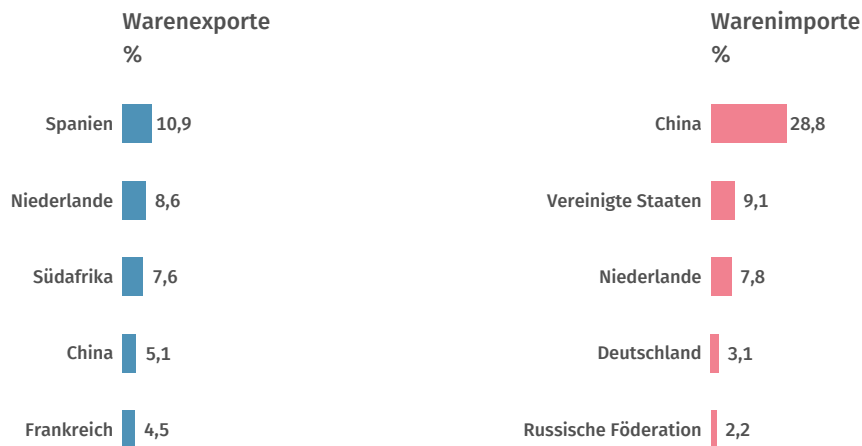 Warenexporte
%
Spanien 10,9
Niederlande 8,6
Südafrika 7,6
China 5,1
Frankreich 4,5
Warenimporte
%
China 28,8
Vereinigte Staaten 9,1
Niederlande 7,8
Deutschland 3,1
Russische Föderation 2,2